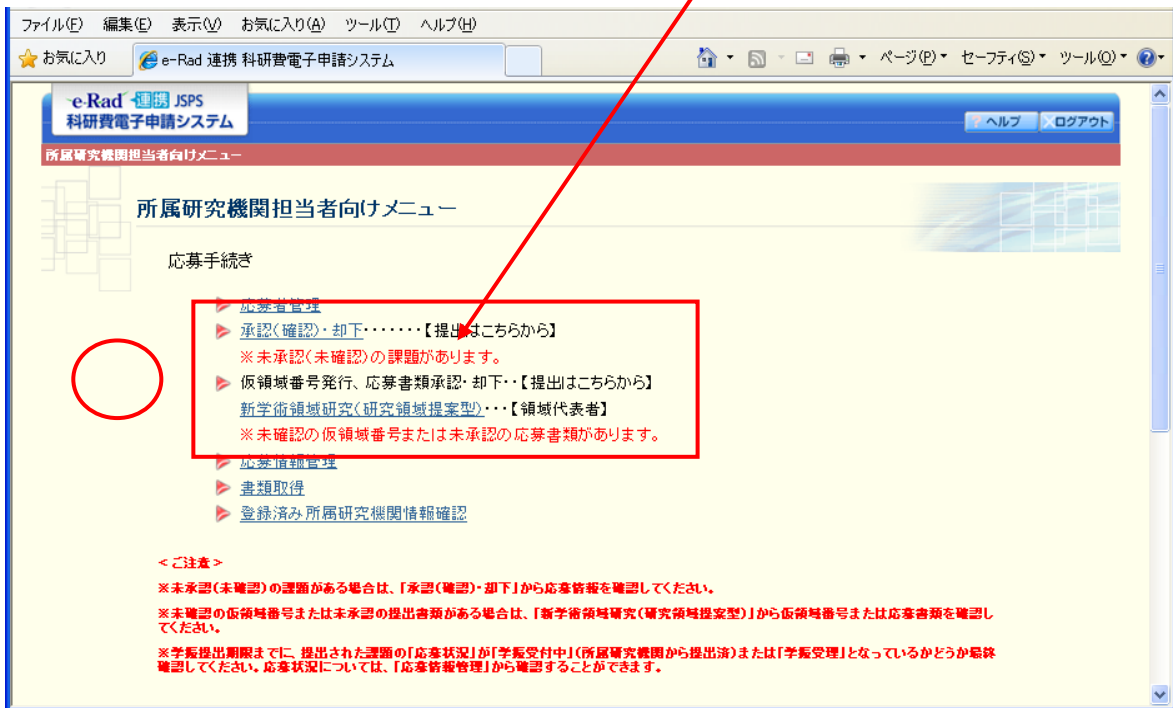 ファイル(F) 編集(E) 表示(V) お気に入り(A) ツール(T) ヘルプ(H)
お気に入り e-Rad 連携 科研費電子申請システム ページ(P) セーフティ(S) ツール(O)
e-Rad 連携 JSPS
科研費電子申請システム
? ヘルプ ログアウト
所属研究機関担当者向けメニュー
所属研究機関担当者向けメニュー
応募手続き
応募者管理
承認(確認)・却下・・・・・・・【提出はこちらから】
※未承認(未確認)の課題があります。
仮領域番号発行、応募書類承認・却下・・【提出はこちらから】
新学術領域研究(研究領域提案型)・・・【領域代表者】
※未確認の仮領域番号または未承認の応募書類があります。
応募情報管理
書類取得
登録済み所属研究機関情報確認
<ご注意>
※未承認(未確認)の課題がある場合は、「承認(確認)・却下」から応募情報を確認してください。
※未確認の仮領域番号または未承認の提出書類がある場合は、「新学術領域研究(研究領域提案型)」から仮領域番号または応募書類を確認し
てください。
※学振提出期限までに、提出された課題の「応募状況」が「学振受付中」(所属研究機関から提出済)または「学振受理」となっているかどうか最終
確認してください。応募状況については、「応募情報管理」から確認することができます。